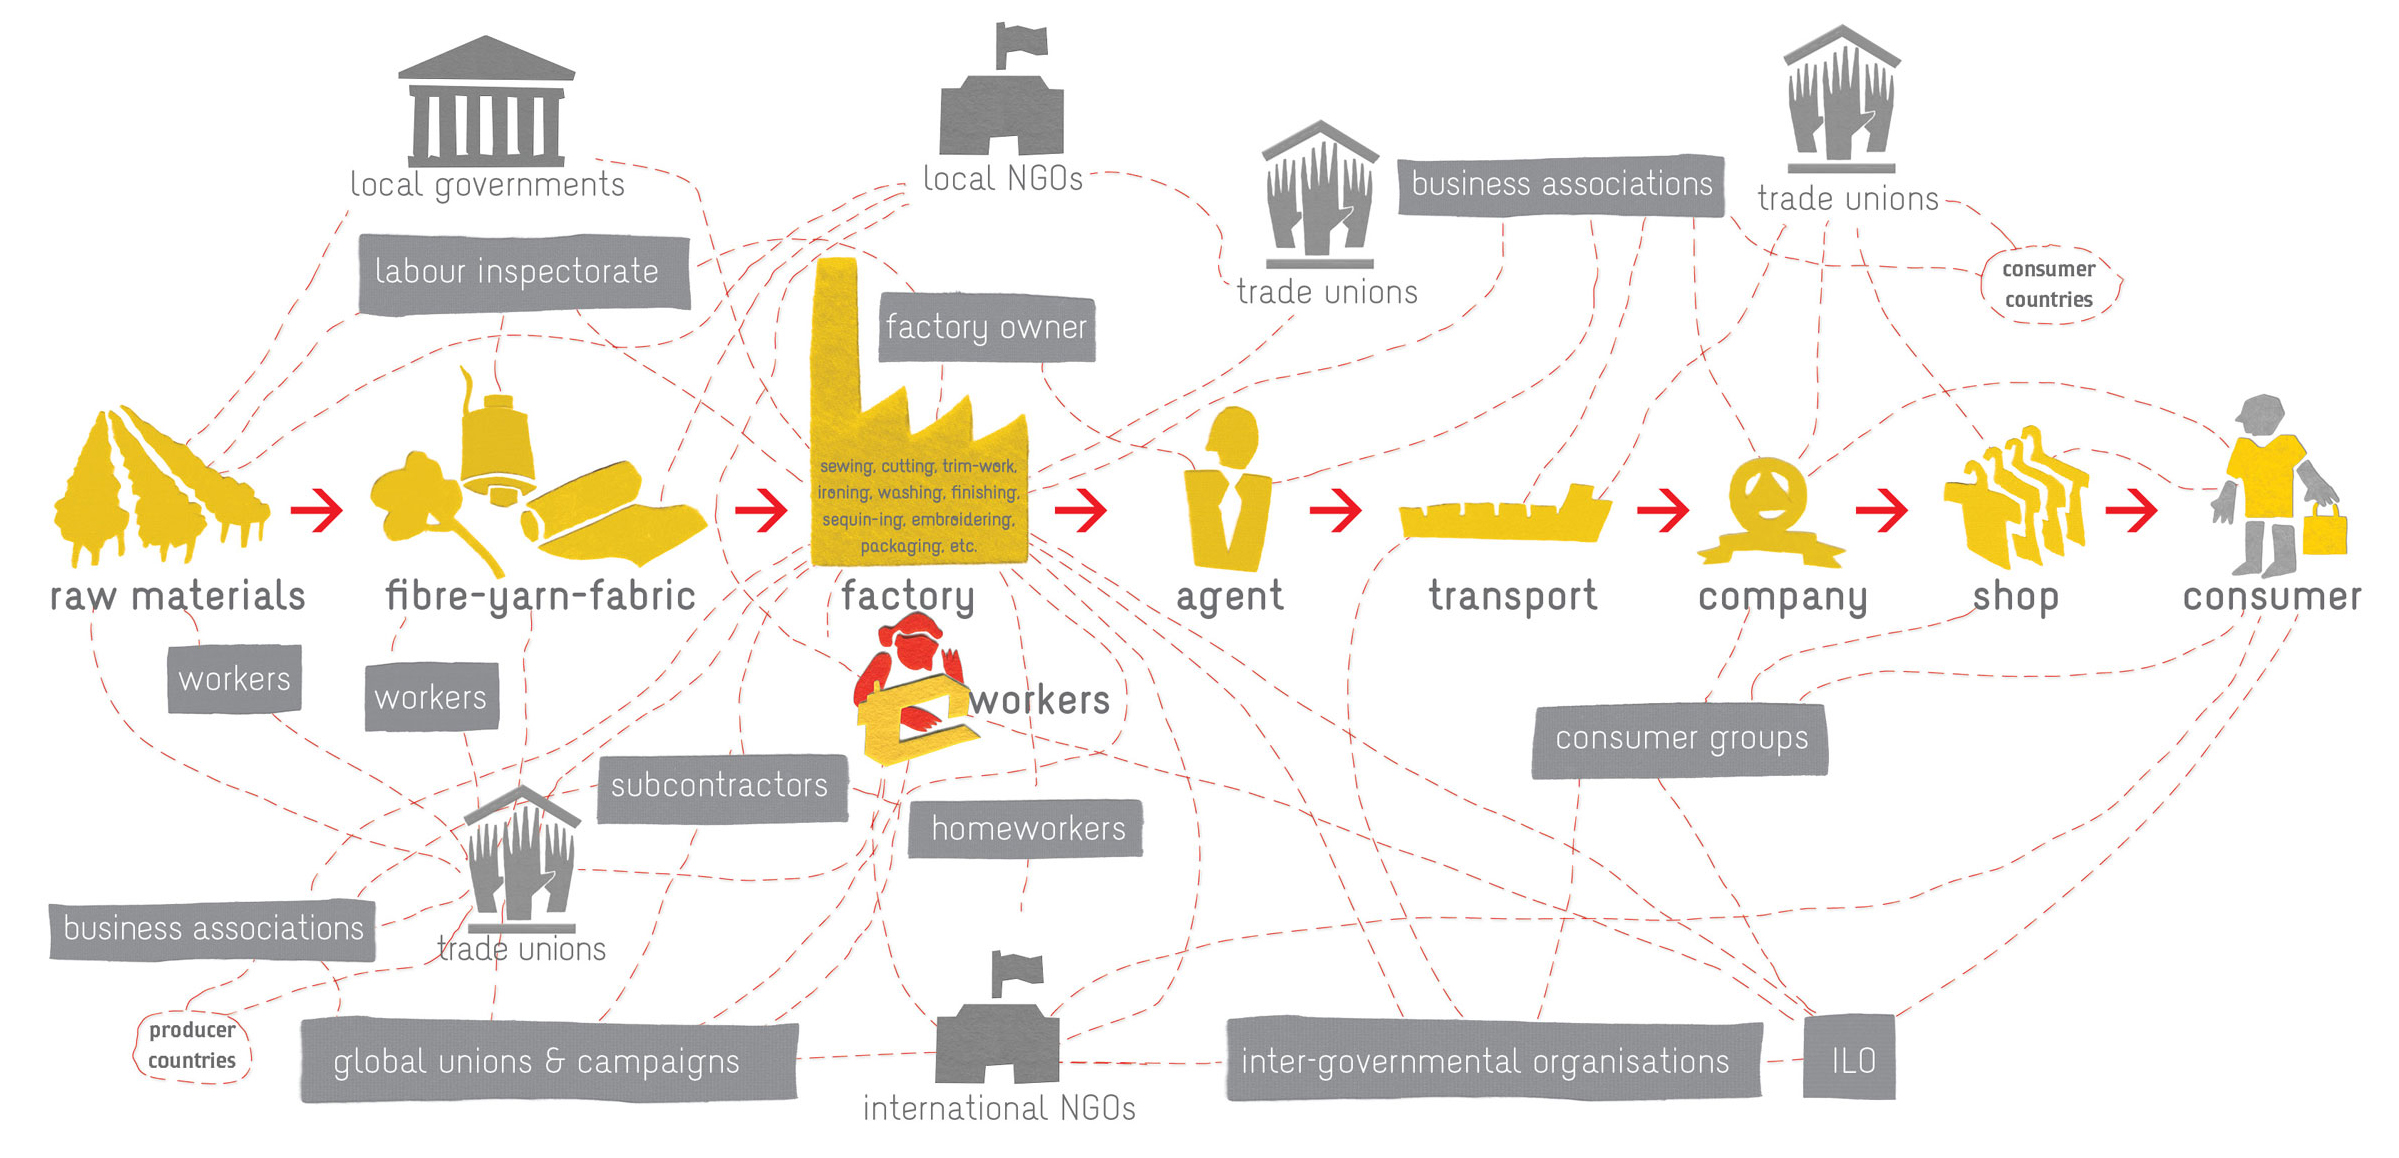 local governments
local NGOs
trade unions
business associations
trade unions
labour inspectorate
factory owner
consumer
countries
sewing, cutting, trim-work,
ironing, washing, finishing,
sequin-ing, embroidering,
packaging, etc.
raw materials
fibre-yarn-fabric
factory
agent
transport
company
shop
consumer
workers
workers
workers
subcontractors
homeworkers
consumer groups
business associations
trade unions
producer
countries
global unions & campaigns
international NGOs
inter-governmental organisations
ILO